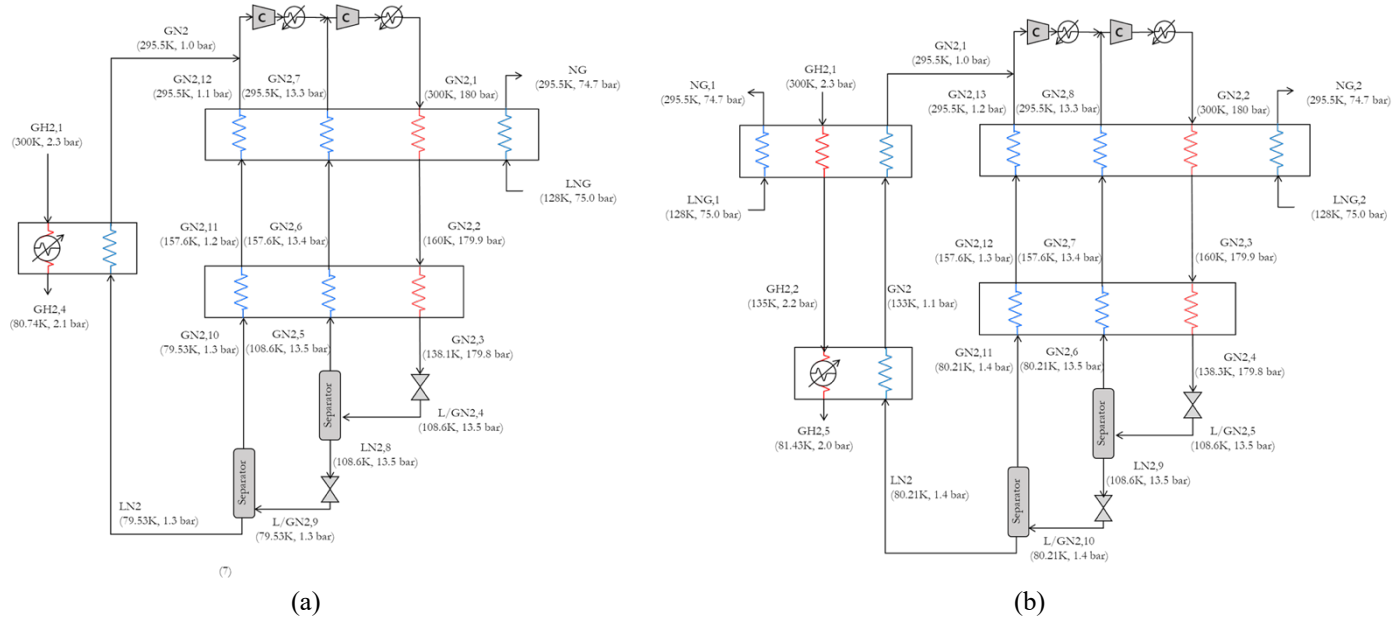 C
C
GN2
(295.5K, 1.0 bar)
GN2,12
(295.5K, 1.1 bar)
GN2,7
(295.5K, 13.3 bar)
GN2,1
(300K, 180 bar)
NG
(295.5K, 74.7 bar)
GH2,1
(300K, 2.3 bar)
LNG
(128K, 75.0 bar)
GN2,11
(157.6K, 1.2 bar)
GN2,6
(157.6K, 13.4 bar)
GN2,2
(160K, 179.9 bar)
GH2,4
(80.74K, 2.1 bar)
GN2,10
(79.53K, 1.3 bar)
GN2,5
(108.6K, 13.5 bar)
GN2,3
(138.1K, 179.8 bar)
Separator
L/GN2,4
(108.6K, 13.5 bar)
LN2,8
(108.6K, 13.5 bar)
Separator
LN2
(79.53K, 1.3 bar)
L/GN2,9
(79.53K, 1.3 bar)
(7)
(a)
C
C
GN2,1
(295.5K, 1.0 bar)
NG,1
(295.5K, 74.7 bar)
GH2,1
(300K, 2.3 bar)
GN2,13
(295.5K, 1.2 bar)
GN2,8
(295.5K, 13.3 bar)
GN2,2
(300K, 180 bar)
NG,2
(295.5K, 74.7 bar)
LNG,1
(128K, 75.0 bar)
LNG,2
(128K, 75.0 bar)
GN2,12
(157.6K, 1.3 bar)
GN2,7
(157.6K, 13.4 bar)
GN2,3
(160K, 179.9 bar)
GH2,2
(135K, 2.2 bar)
GN2
(133K, 1.1 bar)
GN2,11
(80.21K, 1.4 bar)
GN2,6
(80.21K, 13.5 bar)
GN2,4
(138.3K, 179.8 bar)
GH2,5
(81.43K, 2.0 bar)
Separator
L/GN2,5
(108.6K, 13.5 bar)
LN2,9
(108.6K, 13.5 bar)
LN2
(80.21K, 1.4 bar)
Separator
L/GN2,10
(80.21K, 1.4 bar)
(b)